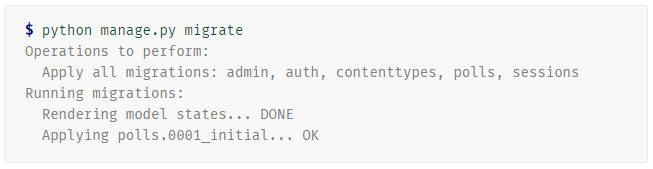 $ python manage.py migrate
Operations to perform:
  Apply all migrations: admin, auth, contenttypes, polls, sessions
Running migrations:
  Rendering model states... DONE
  Applying polls.0001_initial... OK